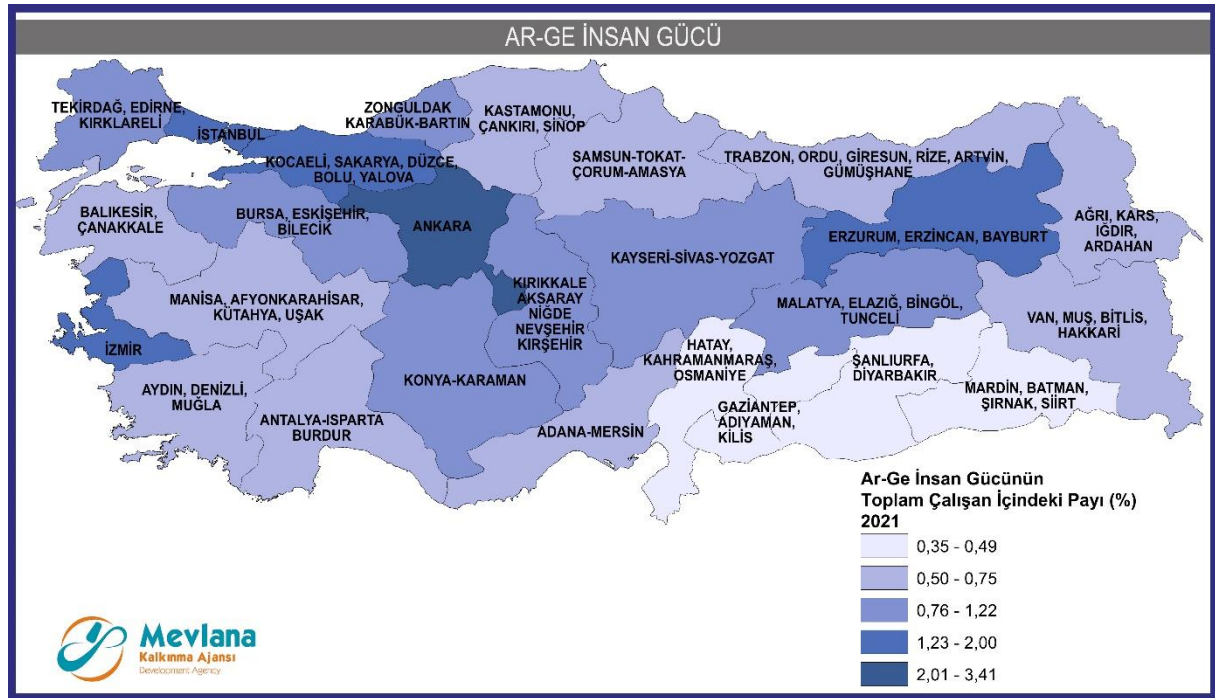 AR-GE İNSAN GÜCÜ
TEKİRDAĞ, EDİRNE,
KIRKLARELİ
İSTANBUL
ZONGULDAK
KARABÜK-BARTIN
KASTAMONU,
ÇANKIRI, SİNOP
KOCAELİ, SAKARYA, DÜZCE,
BOLU, YALOVA
SAMSUN-TOKAT-
ÇORUM-AMASYA
TRABZON, ORDU, GİRESUN, RİZE, ARTVİN,
GÜMÜŞHANE
BALIKESİR,
ÇANAKKALE
BURSA, ESKİŞEHİR,
BİLECİK
ANKARA
KAYSERİ-SİVAS-YOZGAT
ERZURUM, ERZİNCAN, BAYBURT
AĞRI, KARS,
IĞDIR,
ARDAHAN
MANİSA, AFYONKARAHİSAR,
KÜTAHYA, UŞAK
KIRIKKALE
AKSARAY
NİĞDE
NEVŞEHİR
KIRŞEHİR
MALATYA, ELAZIĞ, BİNGÖL,
TUNCELİ
VAN, MUŞ, BİTLİS,
HAKKARİ
İZMİR
AYDIN, DENİZLİ,
MUĞLA
ANTALYA-ISPARTA
BURDUR
KONYA-KARAMAN
ADANA-MERSİN
HATAY,
KAHRAMANMARAŞ,
OSMANİYE
GAZİANTEP,
ADIYAMAN,
KİLİS
ŞANLIURFA,
DİYARBAKIR
MARDİN, BATMAN,
ŞIRNAK, SİİRT
Ar-Ge İnsan Gücünün
Toplam Çalışan İçindeki Payı (%)
2021
0,35 - 0,49
0,50 - 0,75
0,76 - 1,22
1,23 - 2,00
2,01 - 3,41
Mevlana
Kalkınma Ajansı
Development Agency